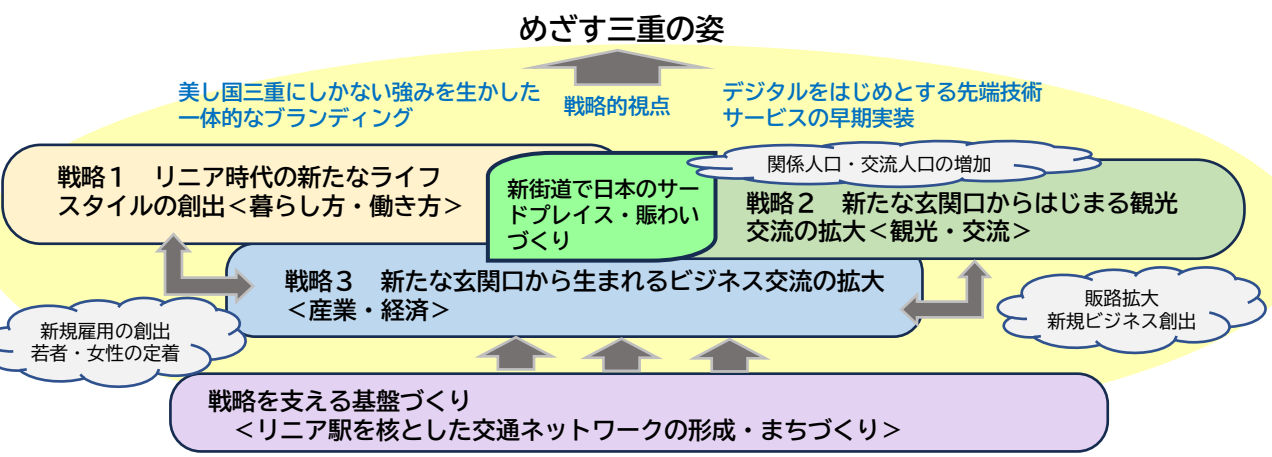 めざす三重の姿
美し国三重にしかない強みを生かした
一体的なブランディング
戦略的視点
デジタルをはじめとする先端技術
サービスの早期実装
関係人口・交流人口の増加
戦略１　リニア時代の新たなライフ
スタイルの創出＜暮らし方・働き方＞
新街道で日本のサー
ドプレイス・賑わい
づくり
戦略２　新たな玄関口からはじまる観光
交流の拡大＜観光・交流＞
戦略３　新たな玄関口から生まれるビジネス交流の拡大
＜産業・経済＞
新規雇用の創出
若者・女性の定着
販路拡大
新規ビジネス創出
戦略を支える基盤づくり
＜リニア駅を核とした交通ネットワークの形成・まちづくり＞